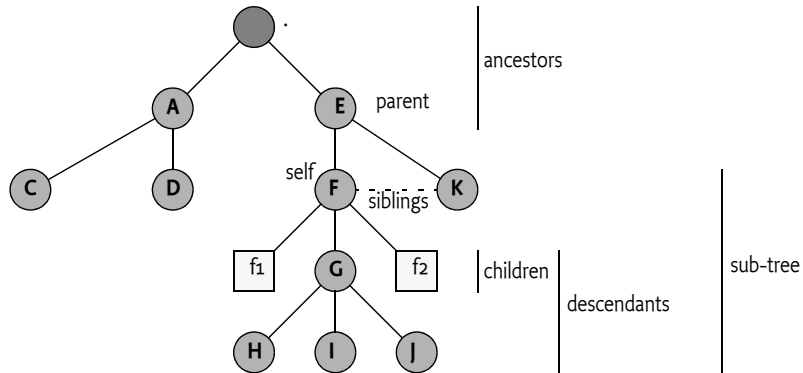 .
ancestors
A
E
parent
self
C
D
F
siblings
K
f1
G
f2
children
sub-tree
descendants
H
I
J